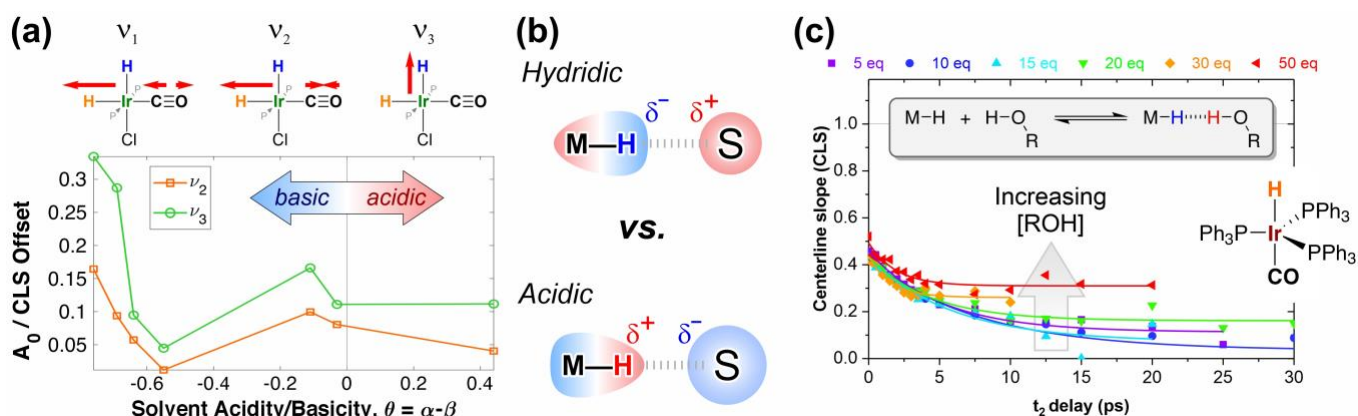 (a)
ν1 ν2 ν3
H H H
H Ir C≡O H Ir C≡O H Ir C≡O
P P P P P P
Cl Cl Cl
A0 / CLS Offset
0.3
0.25
0.2
0.15
0.1
0.05
ν2
ν3
basic acidic
-0.6 -0.4 -0.2 0 0.2 0.4
Solvent Acidity/Basicity, θ = α-β
(b)
Hydridic
δ- δ+
M—H S
vs.
Acidic
δ+ δ-
M—H S
(c)
5 eq 10 eq 15 eq 20 eq 30 eq 50 eq
Centerline slope (CLS)
1.0
0.8
0.6
0.4
0.2
0.0
M-H + H-O R M-H H-O R
Increasing
[ROH]
H
PPh3
Ph3P Ir
PPh3
CO
0 5 10 15 20 25 30
t2 delay (ps)